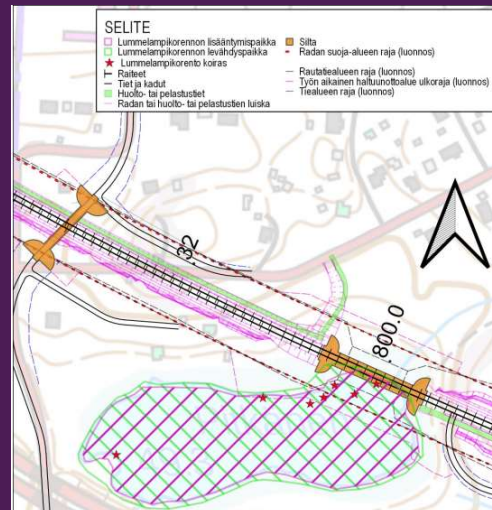 SELITE
Lummelampikorennon lisääntymispaikka
Lummelampikorennon levähdyspaikka
Lummelampikorento koiras
Raiteet
Tiet ja kadut
Huolto- tai pelastustiet
Radan tai huolto- tai pelastustien luiska
Silta
Radan suoja-alueen raja (luonnos)
Rautatiealueen raja (luonnos)
Työn aikainen haltuunottoalue ulkoraja (luonnos)
Tiealueen raja (luonnos)
.32
.800.0